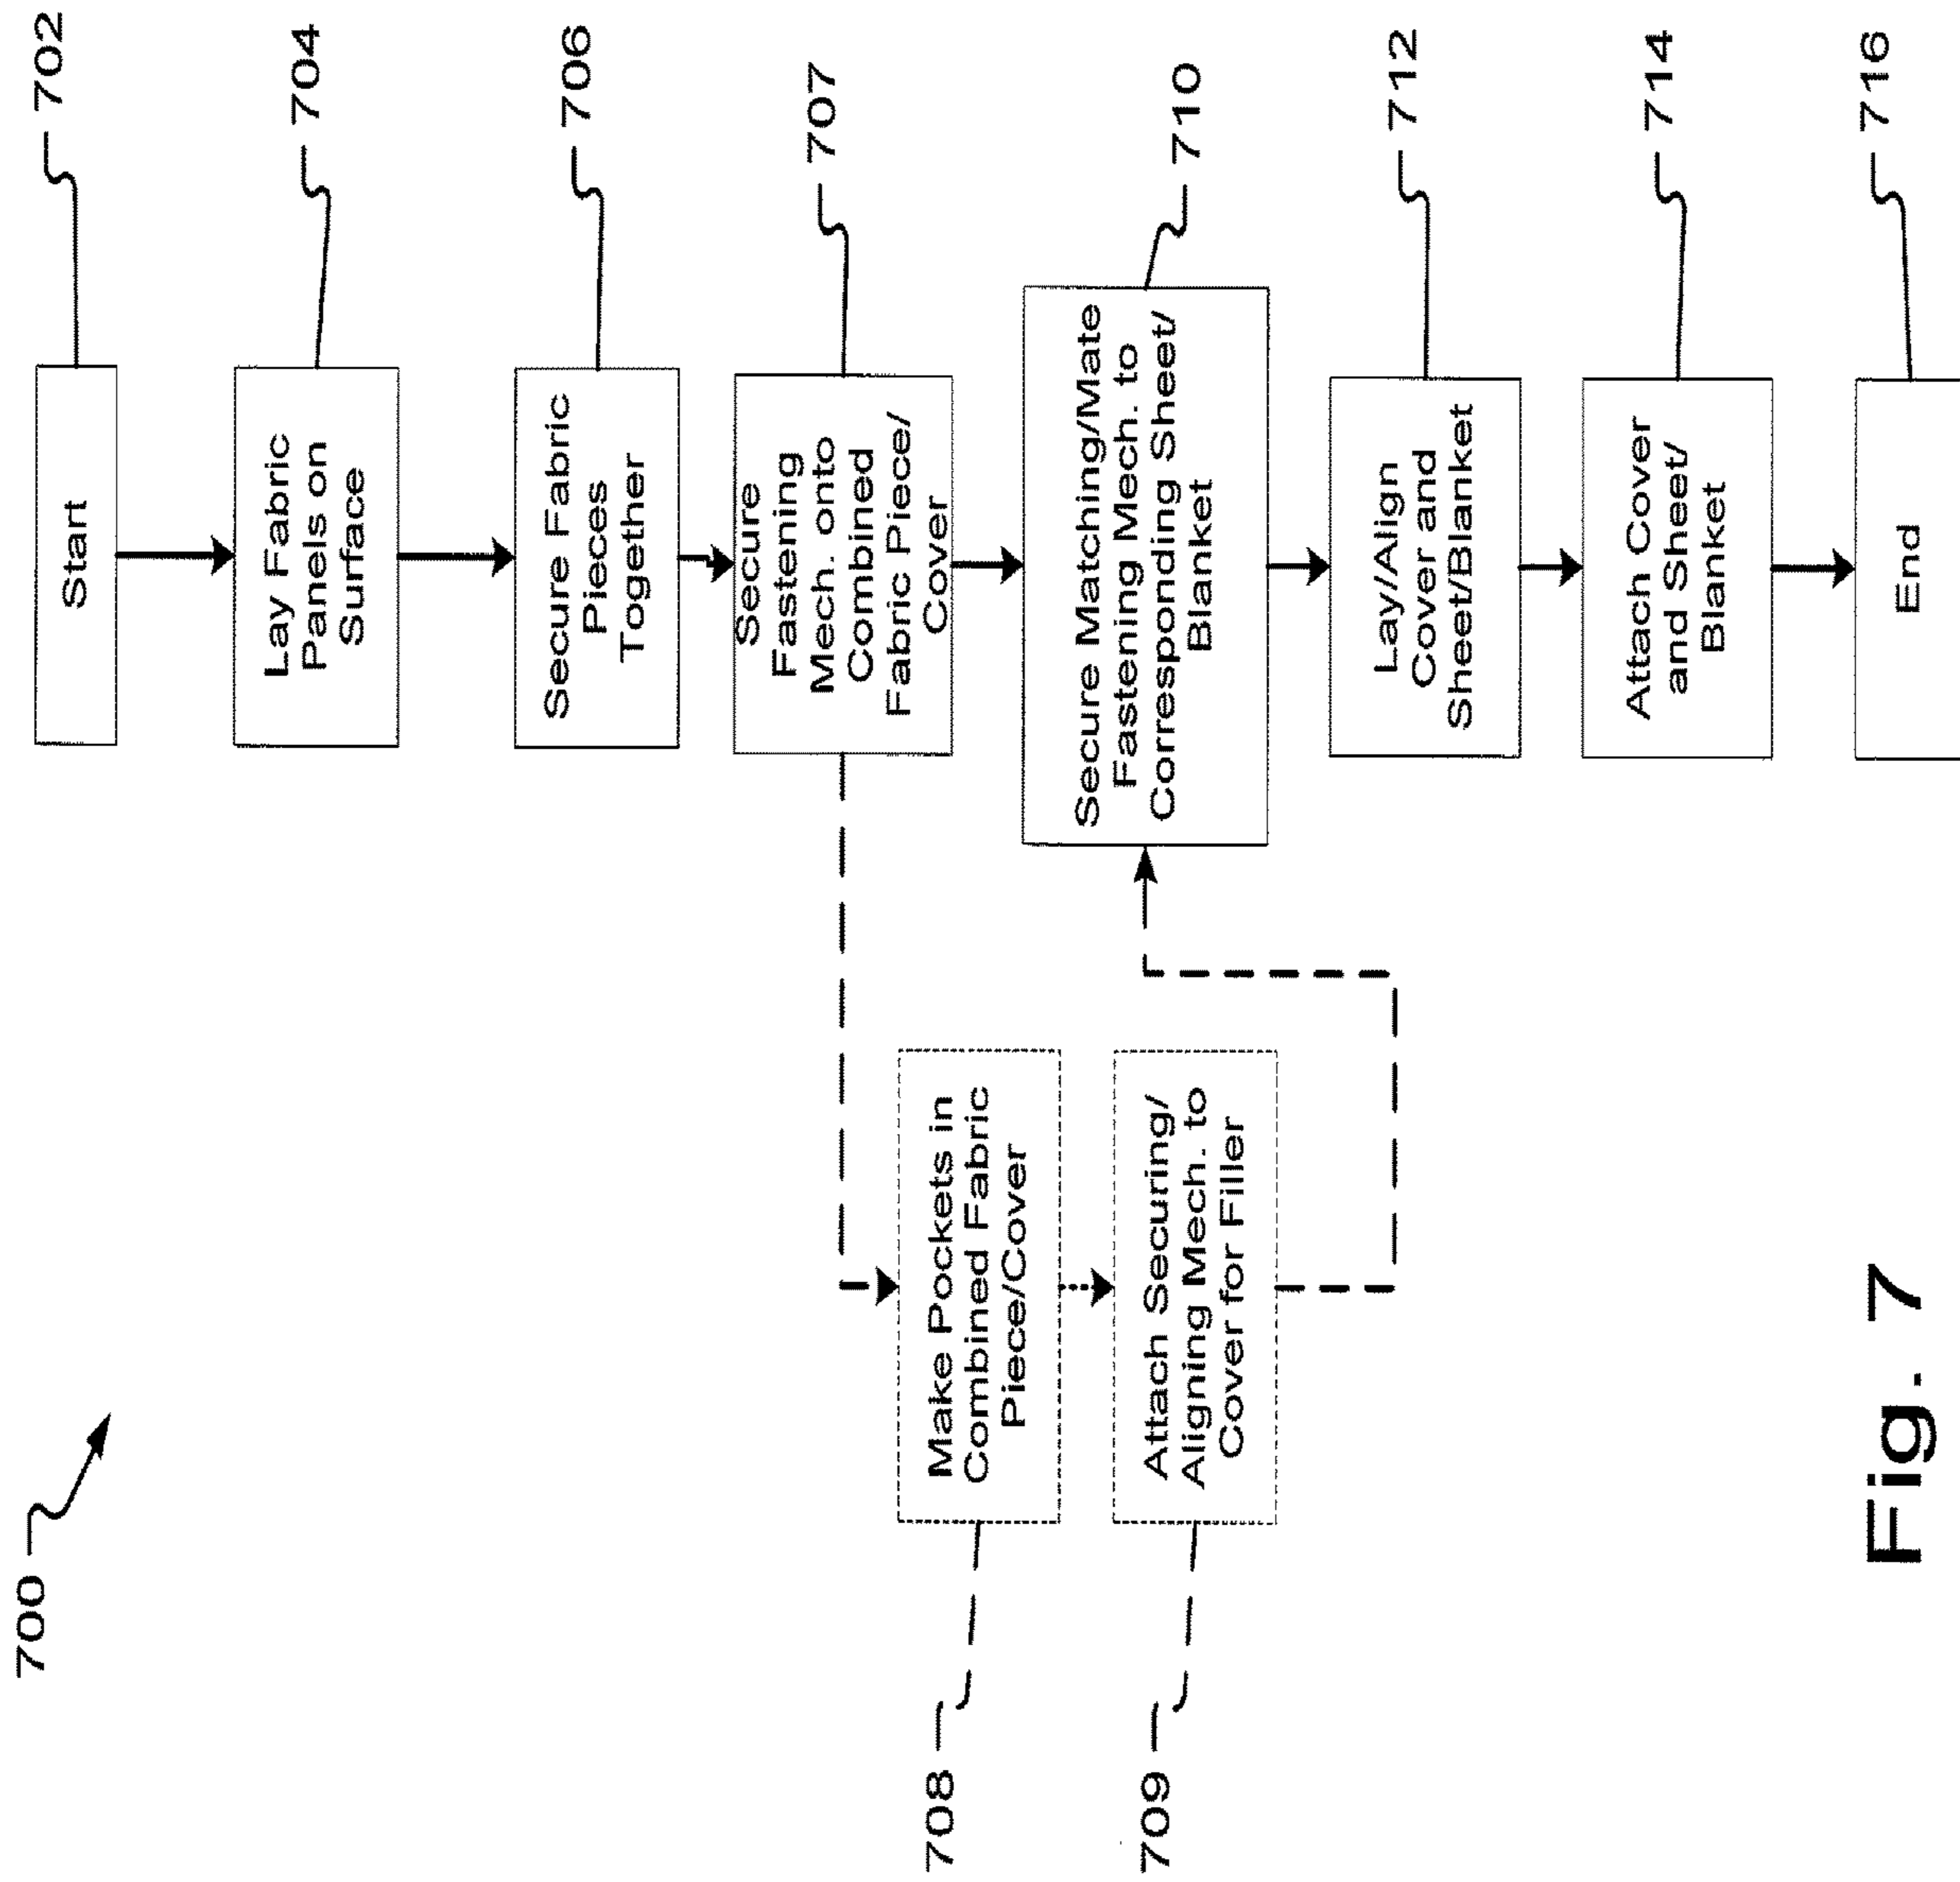 700
702
Start
704
Lay Fabric
Panels on
Surface
706
Secure Fabric
Pieces
Together
707
Secure
Fastening
Mech. onto
Combined
Fabric Piece/
Cover
708
Make Pockets in
Combined Fabric
Piece/Cover
709
Attach Securing/
Aligning Mech. to
Cover for Filler
710
Secure Matching/Mate
Fastening Mech. to
Corresponding Sheet/
Blanket
712
Lay/Align
Cover and
Sheet/Blanket
714
Attach Cover
and Sheet/
Blanket
716
End
Fig. 7